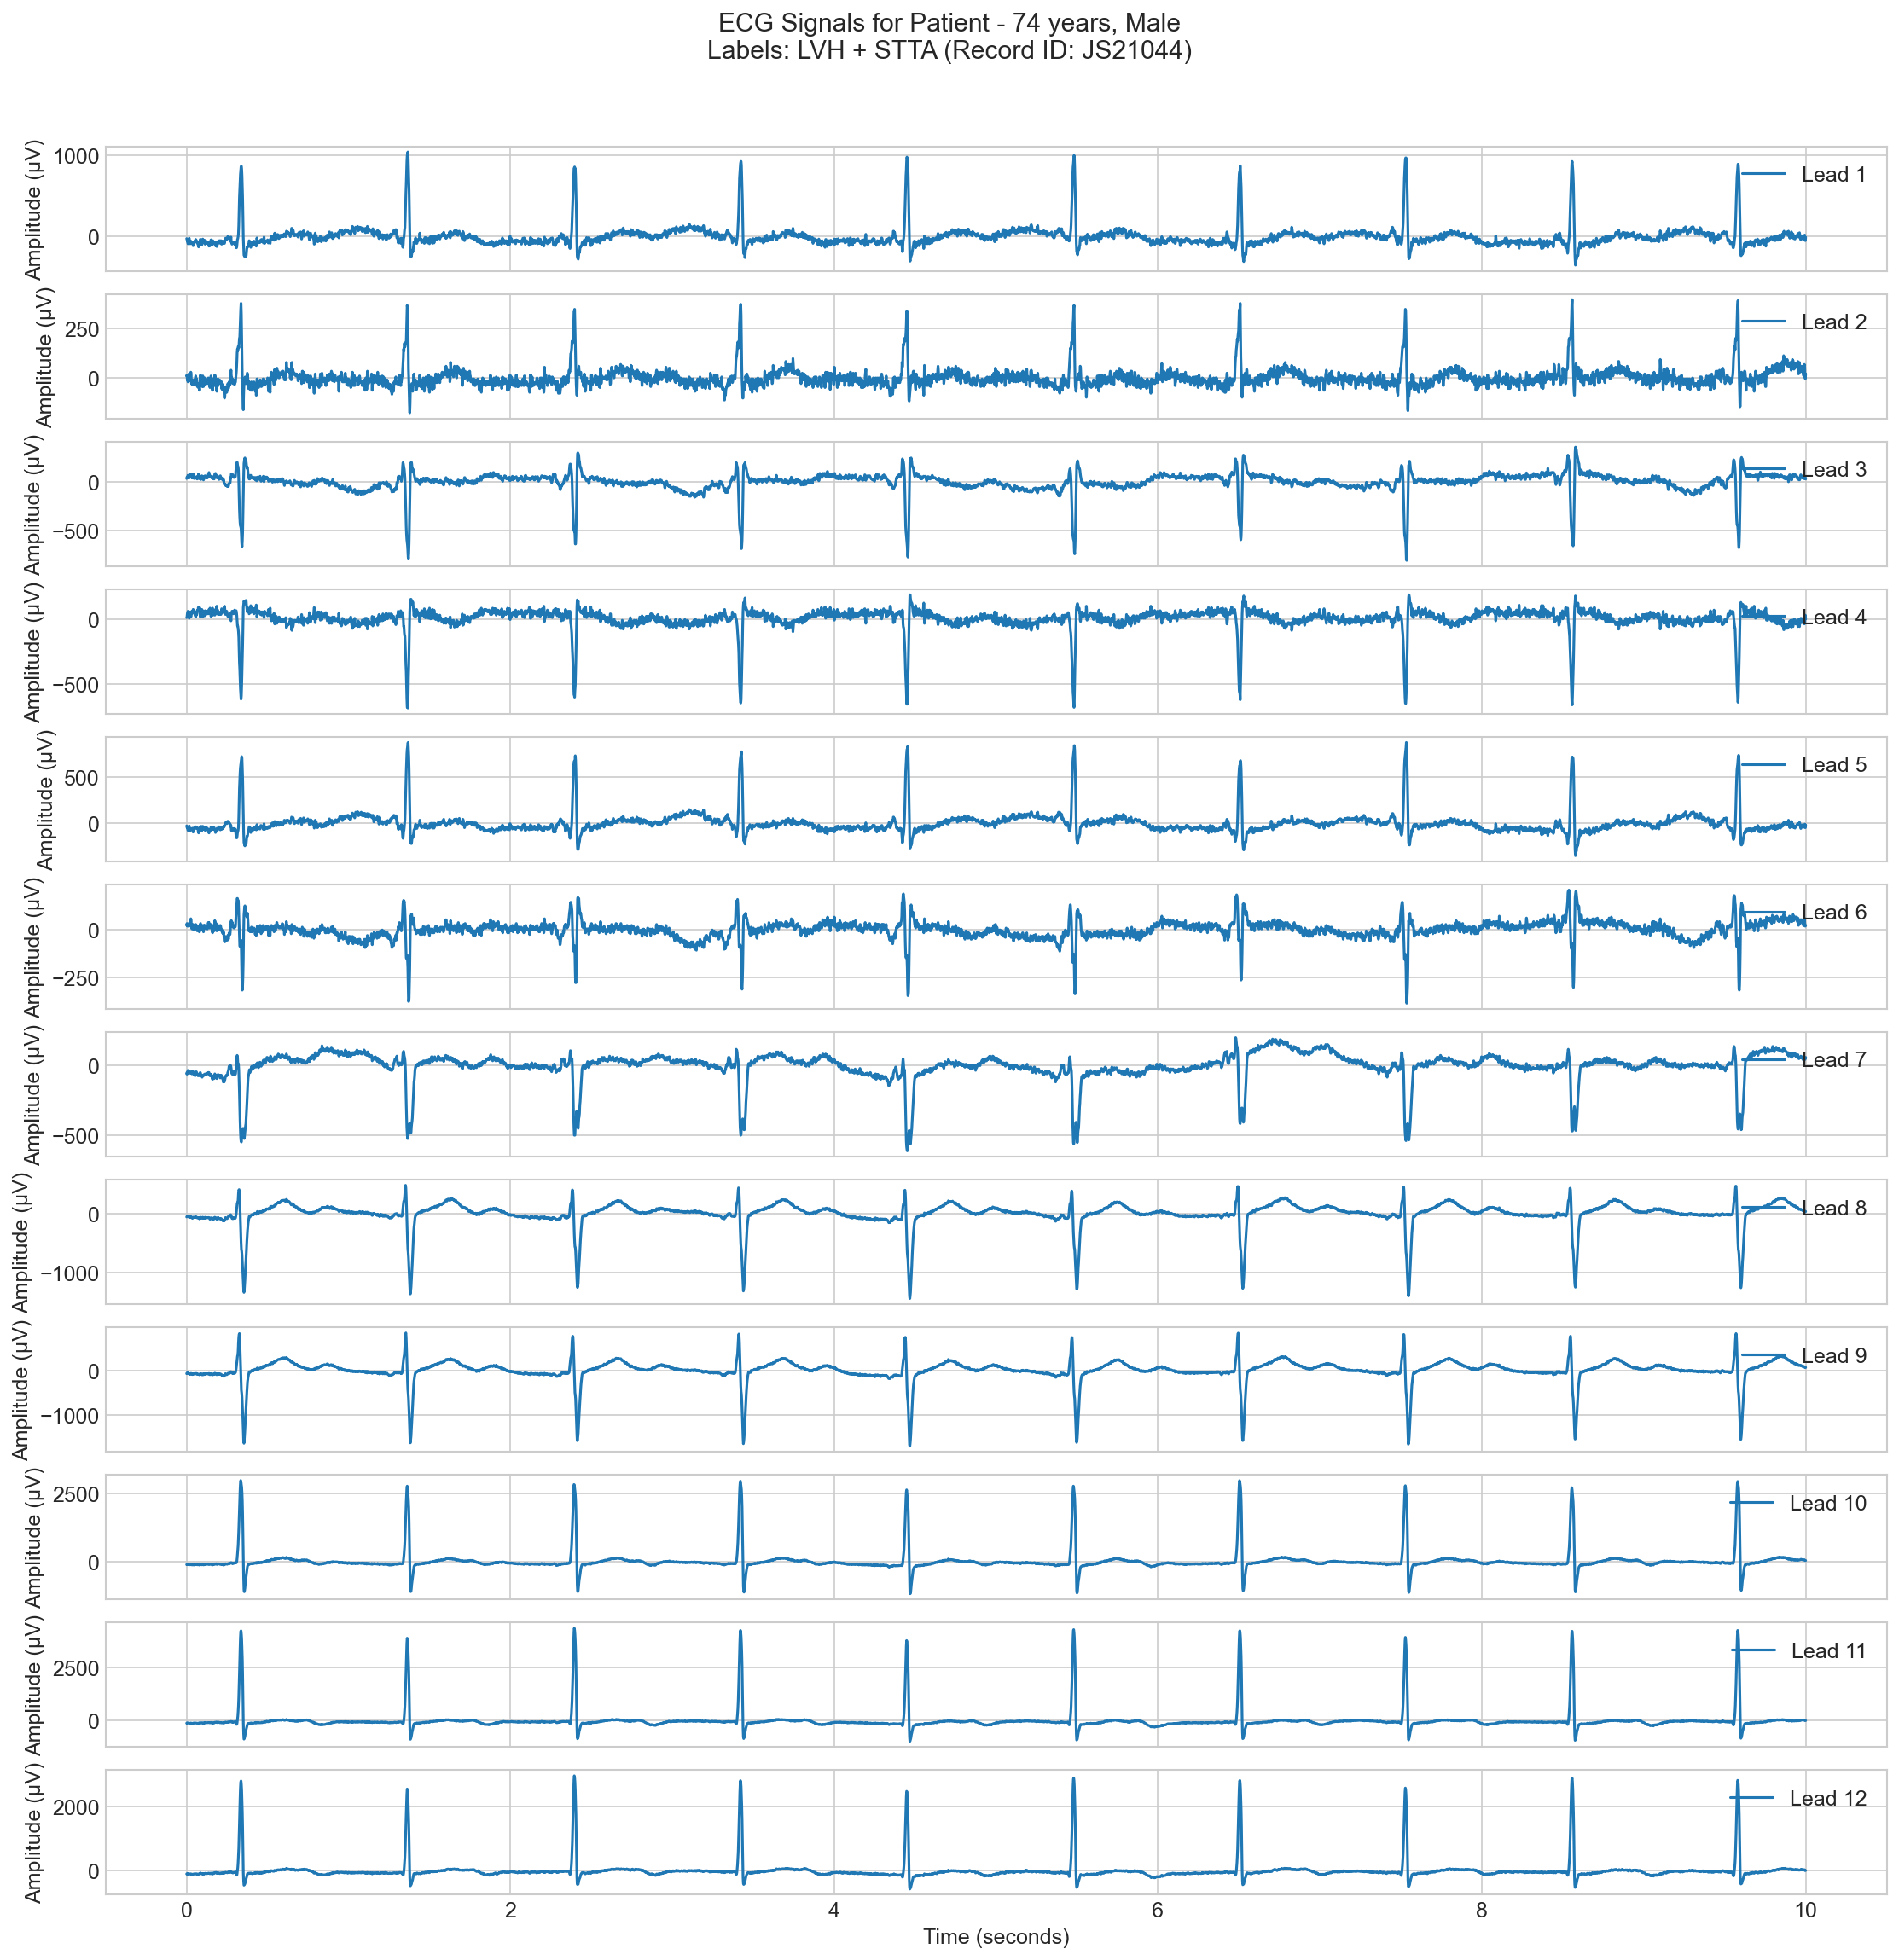 ECG Signals for Patient - 74 years, Male
Labels: LVH + STTA (Record ID: JS21044)
Amplitude (µV)
1000
0
Lead 1
Amplitude (µV)
250
0
Lead 2
Amplitude (µV)
0
−500
Lead 3
Amplitude (µV)
0
−500
Lead 4
Amplitude (µV)
500
0
Lead 5
Amplitude (µV)
0
−250
Lead 6
Amplitude (µV)
0
−500
Lead 7
Amplitude (µV)
0
−1000
Lead 8
Amplitude (µV)
0
−1000
Lead 9
Amplitude (µV)
2500
0
Lead 10
Amplitude (µV)
2500
0
Lead 11
Amplitude (µV)
2000
0
Lead 12
0 2 4 6 8 10
Time (seconds)